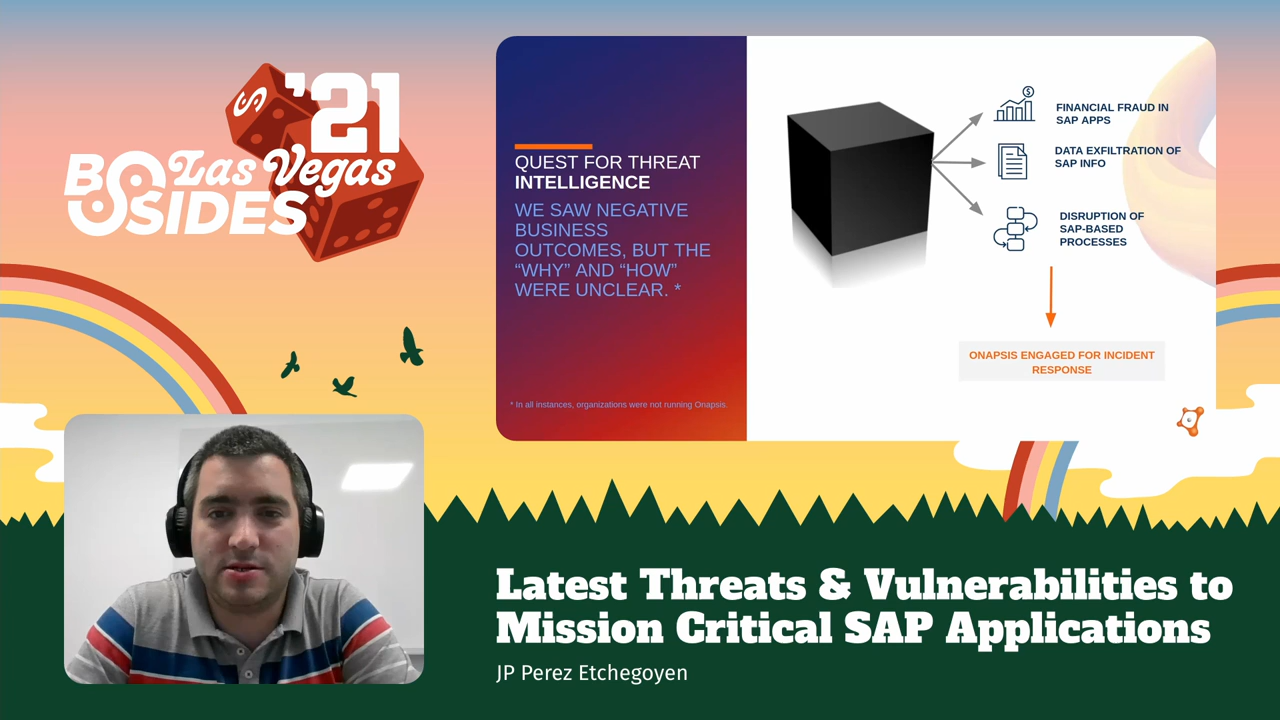 '21
BSIDES Las Vegas
QUEST FOR THREAT
INTELLIGENCE
WE SAW NEGATIVE
BUSINESS
OUTCOMES, BUT THE
“WHY” AND “HOW”
WERE UNCLEAR. *
* In all instances, organizations were not running Onapsis.
$
FINANCIAL FRAUD IN
SAP APPS
DATA EXFILTRATION OF
SAP INFO
DISRUPTION OF
SAP-BASED
PROCESSES
ONAPSIS ENGAGED FOR INCIDENT
RESPONSE
Latest Threats & Vulnerabilities to
Mission Critical SAP Applications
JP Perez Etchegoyen